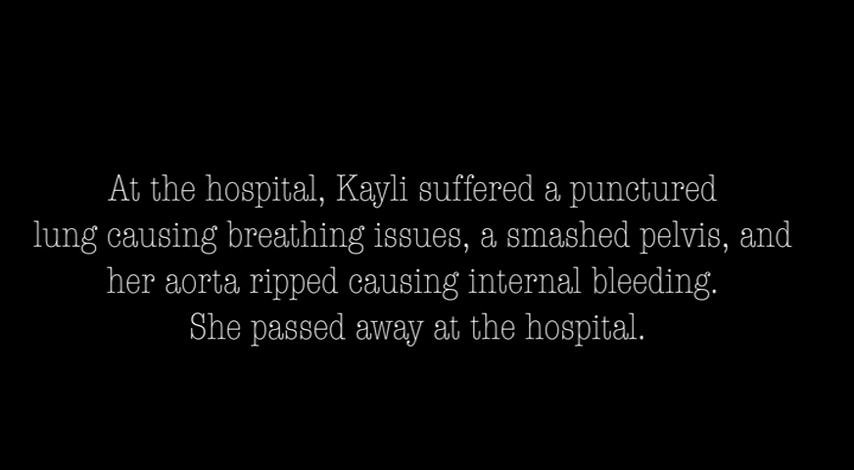 At the hospital, Kayli suffered a punctured
lung causing breathing issues, a smashed pelvis, and
her aorta ripped causing internal bleeding.
She passed away at the hospital.